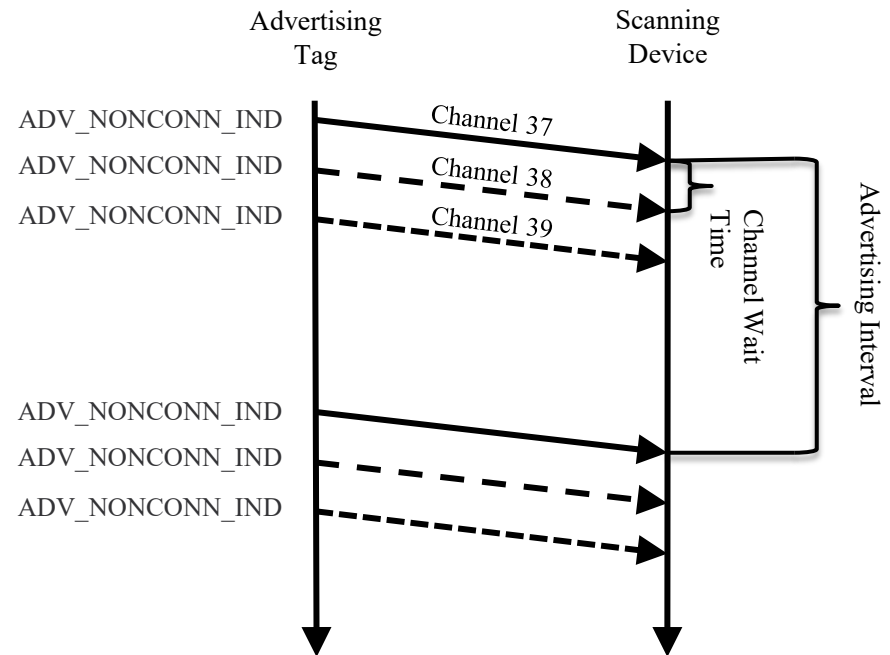 Advertising
Tag
Scanning
Device
ADV_NONCONN_IND
Channel 37
ADV_NONCONN_IND
Channel 38
ADV_NONCONN_IND
Channel 39
Channel Wait
Time
Advertising Interval
ADV_NONCONN_IND
ADV_NONCONN_IND
ADV_NONCONN_IND